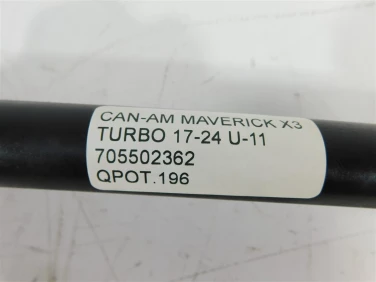 CAN-AM MAVERICK X3
TURBO 17-24 U-11
705502362
QPOT.196